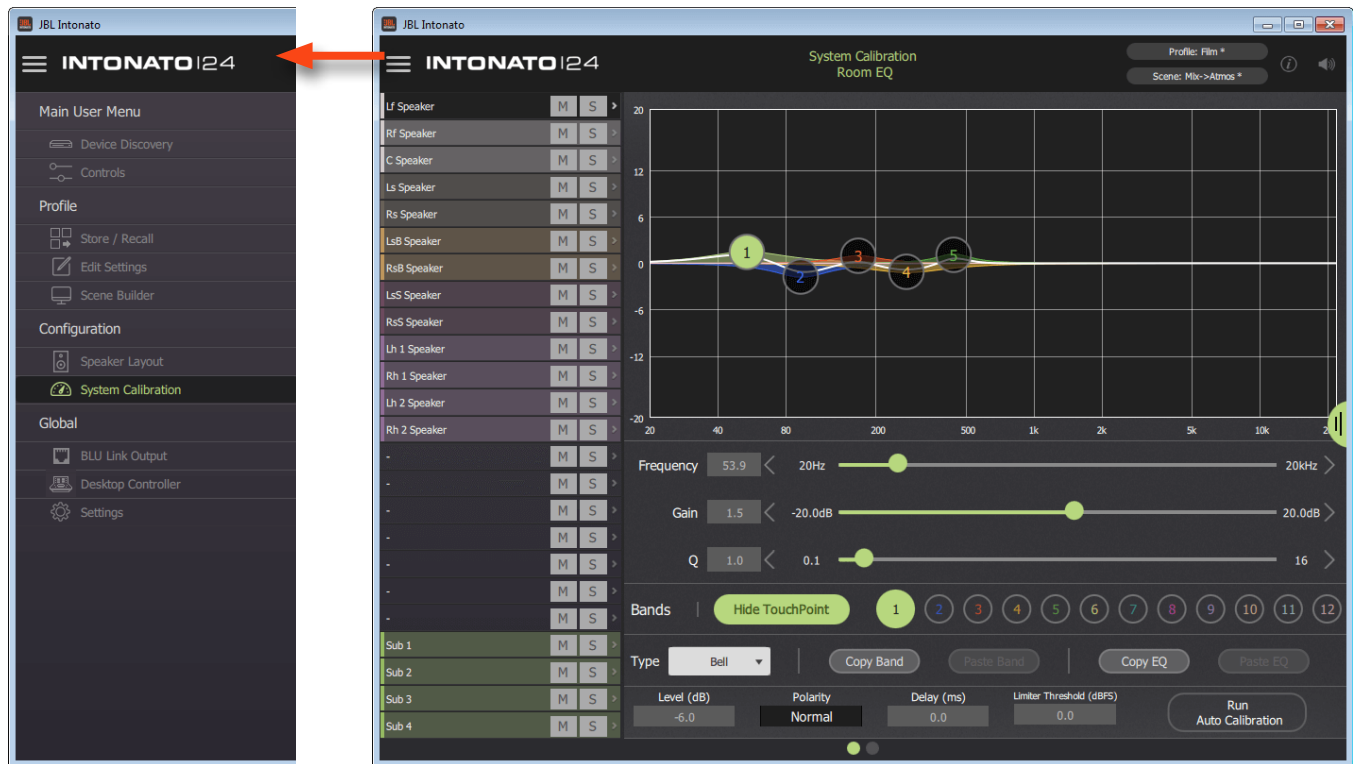 JBL Intonato
INTONATO|24
Main User Menu
Device Discovery
Controls
Profile
Store / Recall
Edit Settings
Scene Builder
Configuration
Speaker Layout
System Calibration
Global
BLU Link Output
Desktop Controller
Settings
JBL Intonato
INTONATO|24
System Calibration
Room EQ
Profile: Film *
Scene: Mix->Atmos *
Lf Speaker M S >
Rf Speaker M S >
C Speaker M S >
Ls Speaker M S >
Rs Speaker M S >
LsB Speaker M S >
RsB Speaker M S >
LsS Speaker M S >
RsS Speaker M S >
Lh 1 Speaker M S >
Rh 1 Speaker M S >
Lh 2 Speaker M S >
Rh 2 Speaker M S >
- M S >
- M S >
- M S >
- M S >
- M S >
- M S >
- M S >
Sub 1 M S >
Sub 2 M S >
Sub 3 M S >
Sub 4 M S >
20
12
6
0
-6
-12
-20
1 2 3 4 5
20 40 80 200 500 1k 2k 5k 10k
Frequency 53.9 < 20Hz 20kHz >
Gain 1.5 < -20.0dB 20.0dB >
Q 1.0 < 0.1 16 >
Bands | Hide TouchPoint 1 2 3 4 5 6 7 8 9 10 11 12
Type Bell Copy Band Paste Band Copy EQ Paste EQ
Level (dB) Polarity Delay (ms) Limiter Threshold (dBFS)
-6.0 Normal 0.0 0.0
Run
Auto Calibration